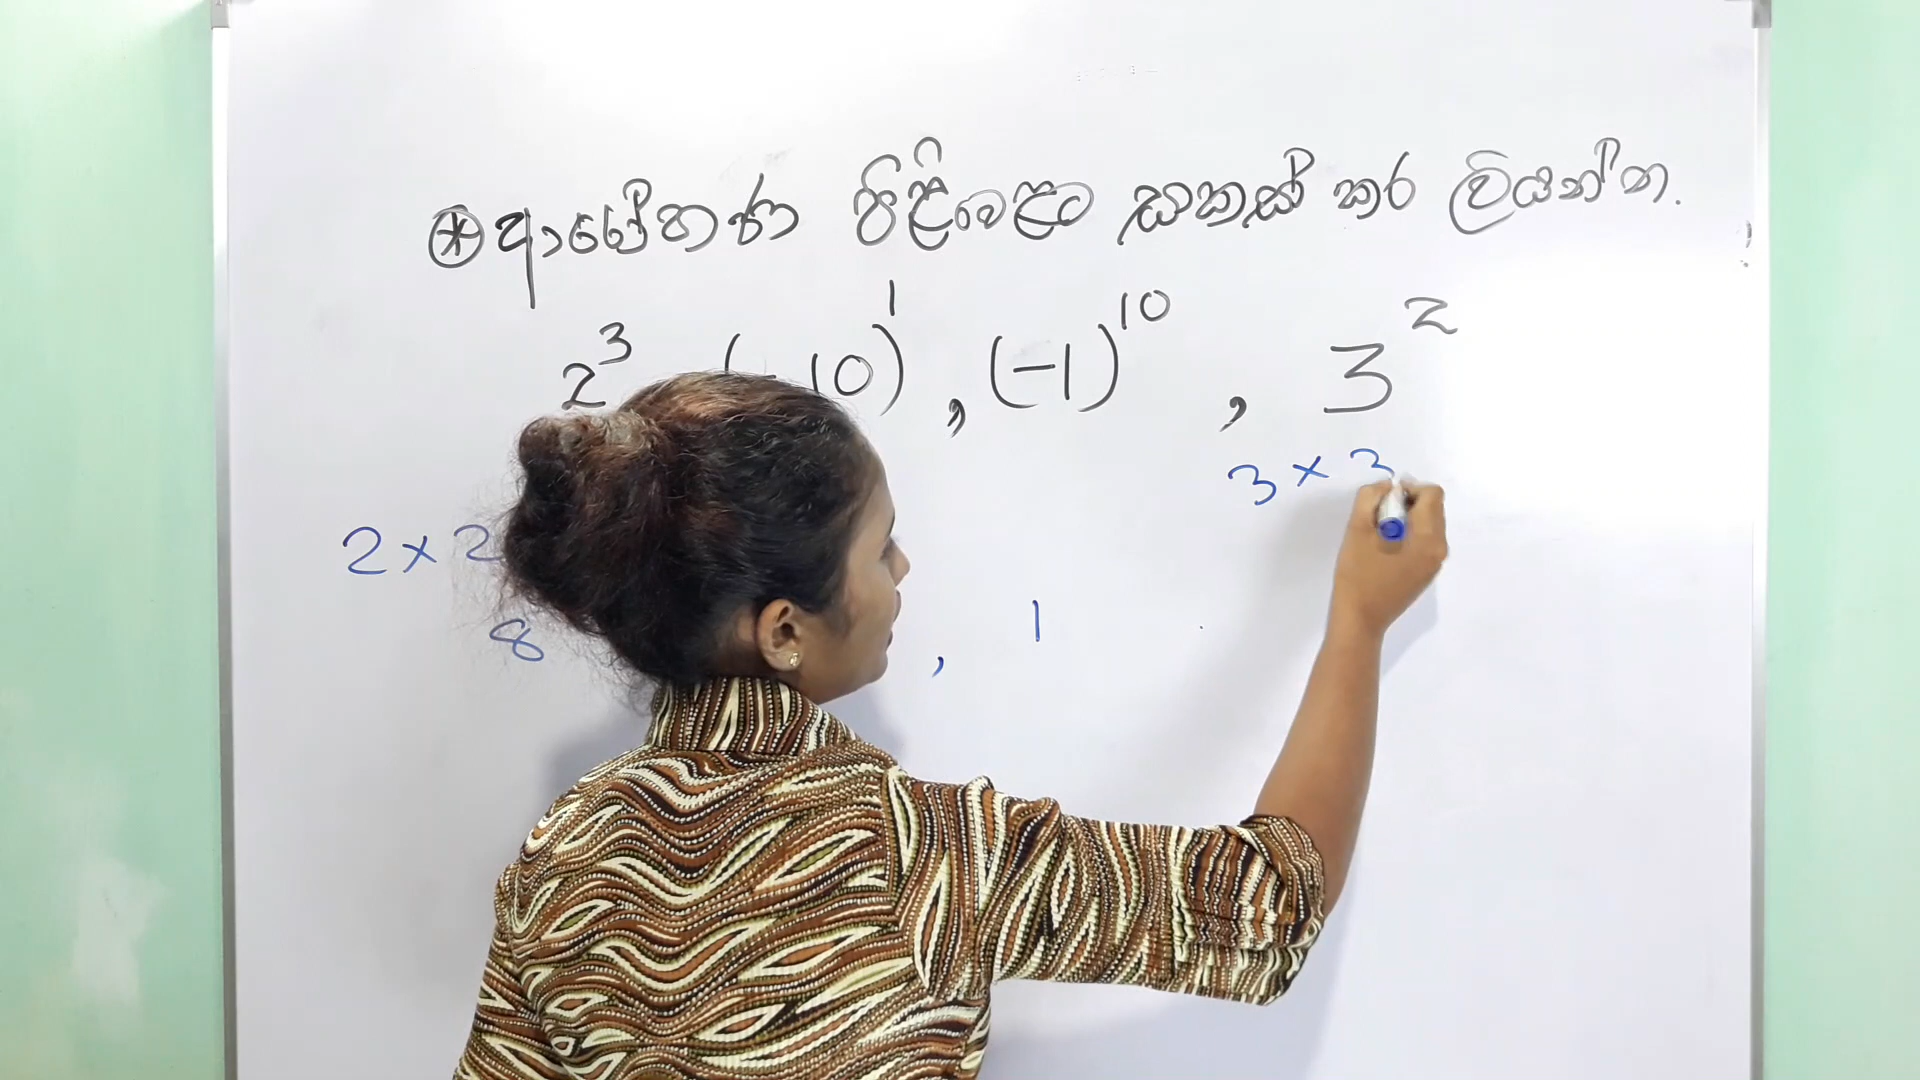 ⊛ ආරෝහණ පිළිවෙළට සකස් කර ලියන්න.
2³ (-10)¹ , (-1)¹⁰ , 3²
3 × 3
2 × 2
8 , 1